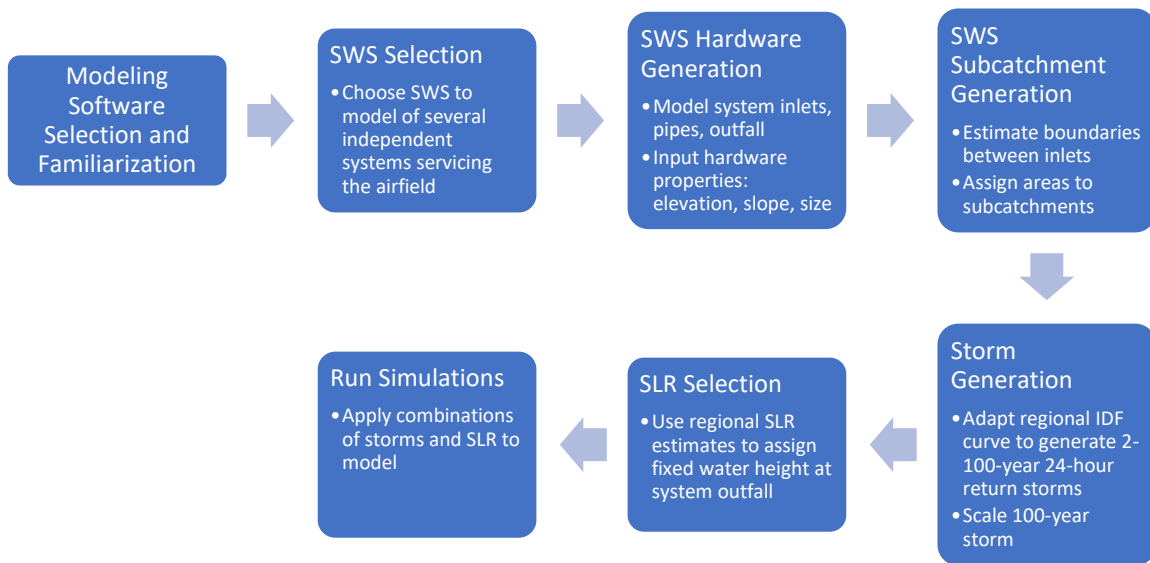 Modeling
Software
Selection and
Familiarization
SWS Selection
•Choose SWS to
model of several
independent
systems servicing
the airfield
SWS Hardware
Generation
•Model system inlets,
pipes, outfall
•Input hardware
properties:
elevation, slope, size
SWS
Subcatchment
Generation
•Estimate boundaries
between inlets
•Assign areas to
subcatchments
Storm
Generation
•Adapt regional IDF
curve to generate 2-
100-year 24-hour
return storms
•Scale 100-year
storm
SLR Selection
•Use regional SLR
estimates to assign
fixed water height at
system outfall
Run Simulations
•Apply combinations
of storms and SLR to
model